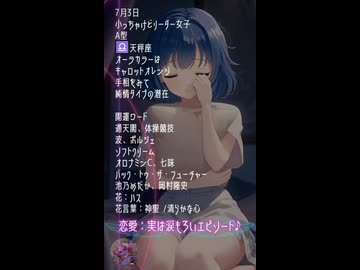 7月3日
小っちゃけどリーダー女子
A型
♎天秤座
オーラカラーは
キャロットオレンジ
手相をみて
純情タイプの潜在
開運ワード
通天閣、体操競技
波、ポルシェ
ソフトクリーム
オロナミンC、七味
バック・トゥ・ザ・フューチャー
池乃めだか、岡村隆史
花:ハス
花言葉:神聖/清らかな心
恋愛:実は涙もろいエピソード♪